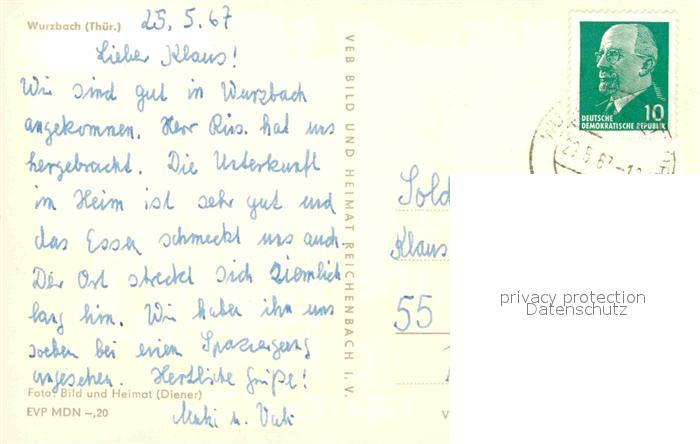 Wurzbach (Thür.) 25. 5. 67
Lieber Klaus!
Wir sind gut in Wurzbach
angekommen. Herr Rüs. hat uns
hergebracht. Die Unterkunft
im Heim ist sehr gut und
das Essen schmeckt uns auch.
Der Ort streckt sich ziemlich
lang hin. Wir haben ihn uns
soeben bei einem Spaziergang
angesehen. Herzliche Grüße!
Foto: Bild und Heimat (Diener)
EVP MDN –,20
Mutti u. Vati
VEB BILD UND HEIMAT REICHENBACH I. V.
10
DEUTSCHE
DEMOKRATISCHE REPUBLIK
Sold
Klaus
55
V
privacy protection
Datenschutz